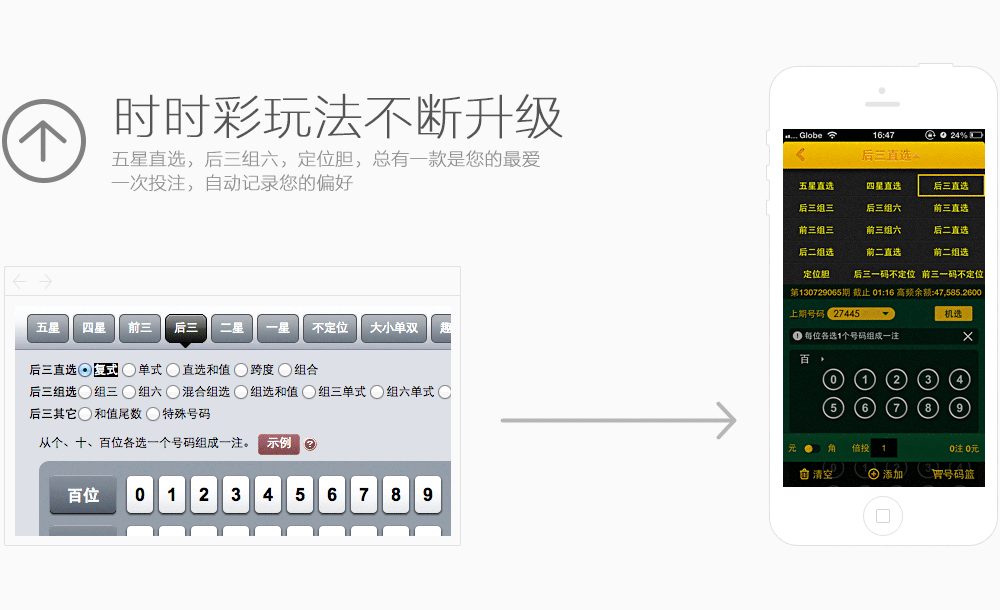 时时彩玩法不断升级
五星直选，后三组六，定位胆，总有一款是您的最爱
一次投注，自动记录您的偏好
五星 四星 前三 后三 二星 一星 不定位 大小单双 趣
后三直选 复式 单式 直选和值 跨度 组合
后三组选 组三 组六 混合组选 组选和值 组三单式 组六单式
后三其它 和值尾数 特殊号码
从个、十、百位各选一个号码组成一注。 示例 ?
百位 0 1 2 3 4 5 6 7 8 9
Globe 16:47 24%
后三直选
五星直选 四星直选 后三直选
后三组三 后三组六 前三直选
前三组三 前三组六 后二直选
后二组选 前二直选 前二组选
定位胆 后三一码不定位 前三一码不定位
第130729065期 截止 01:16 高频余额:47,585.2600
上期号码 27445 机选
每位各选1个号码组成一注
百
0 1 2 3 4
5 6 7 8 9
元 角 倍投 1 0注 0元
清空 添加 号码篮